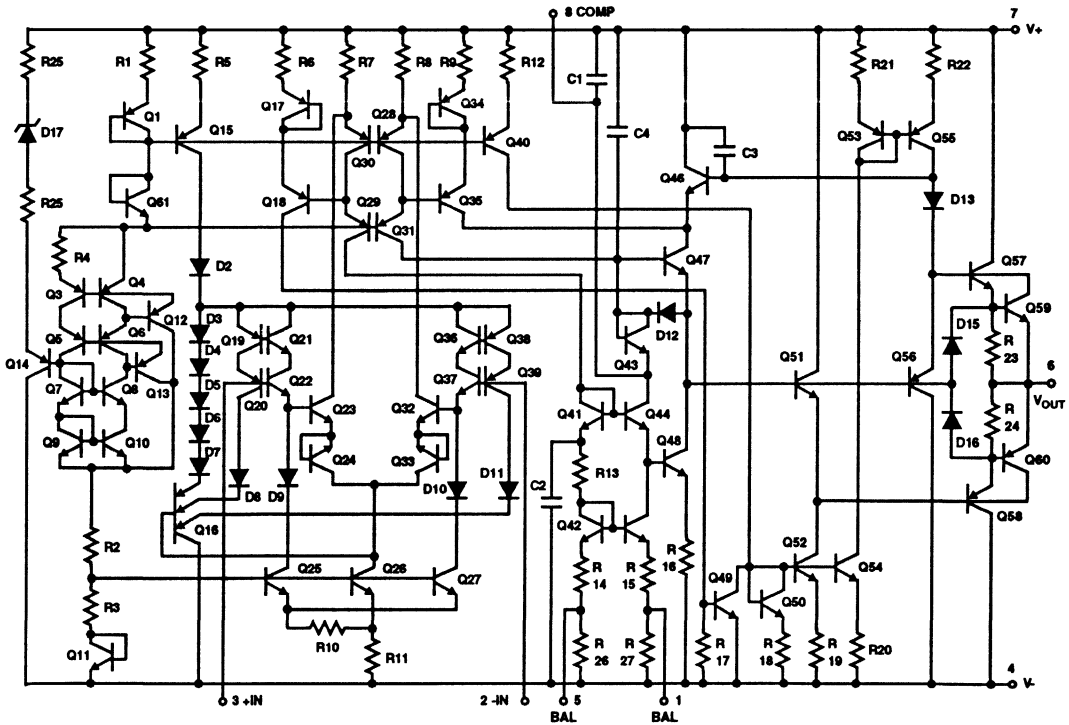 8 COMP
7
V+
R25
R1
R5
R6
R7
R8
R9
R12
C1
R21
R22
Q17
Q34
Q1
Q15
Q28
D17
C4
Q30
Q40
C3
Q53
Q55
Q46
R25
Q61
Q18
Q29
Q35
D13
Q31
R4
Q47
Q57
D2
Q3
Q4
Q12
Q59
D3
D12
D15
Q5
Q6
Q19
Q21
Q36
Q38
Q43
R
23
D4
Q14
Q51
Q56
6
Q7
Q8
Q13
D5
Q20
Q22
Q37
Q39
VOUT
D6
Q23
Q32
Q41
Q44
R
24
D16
Q9
Q10
D7
Q24
Q33
Q48
Q60
R13
D8
D9
D10
D11
C2
Q16
Q42
Q58
R2
R
16
Q25
Q26
Q27
R
14
R
15
Q49
Q52
Q54
R3
Q50
R10
Q11
R11
R
26
R
27
R
17
R
18
R
19
R20
4
V-
3 +IN
2 -IN
5
1
BAL
BAL